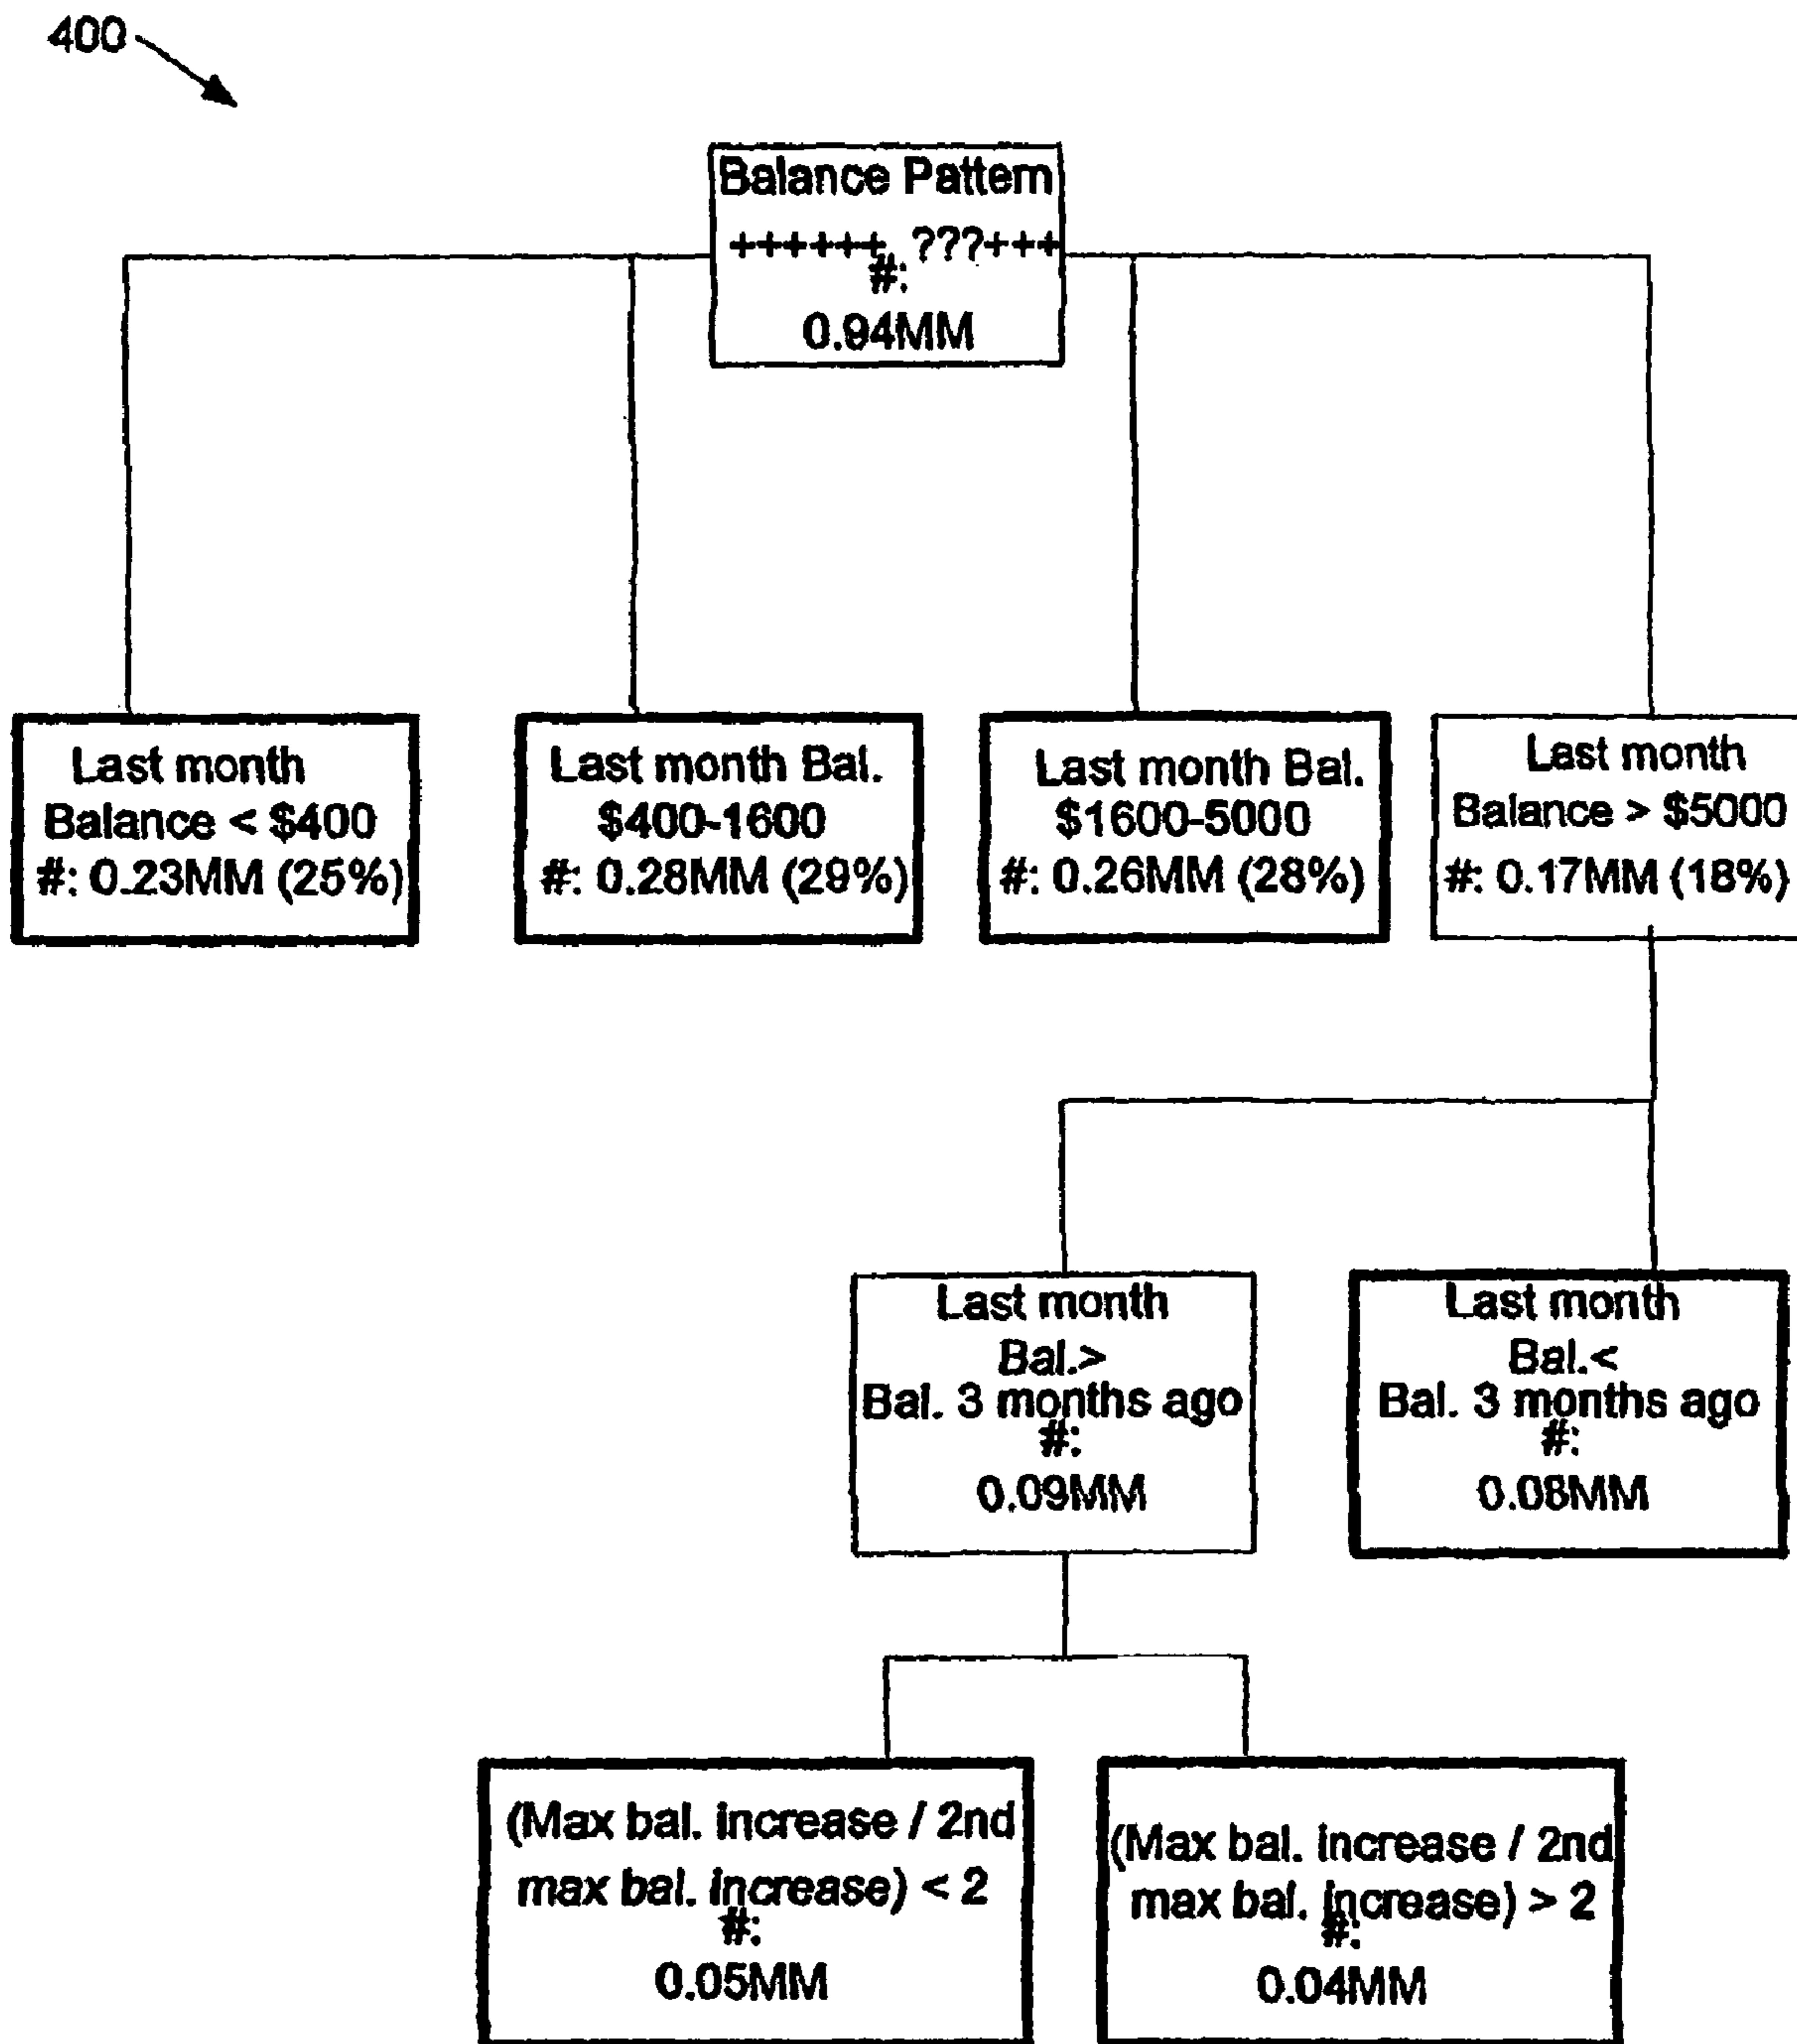 400
Balance Pattern
++++++, ???+++
#:
0.94MM
Last month
Balance < $400
#: 0.23MM (25%)
Last month Bal.
$400-1600
#: 0.28MM (29%)
Last month Bal.
$1600-5000
#: 0.26MM (28%)
Last month
Balance > $5000
#: 0.17MM (18%)
Last month
Bal.>
Bal. 3 months ago
#:
0.09MM
Last month
Bal.<
Bal. 3 months ago
#:
0.08MM
(Max bal. increase / 2nd
max bal. increase) < 2
#:
0.05MM
(Max bal. increase / 2nd
max bal. increase) > 2
#:
0.04MM